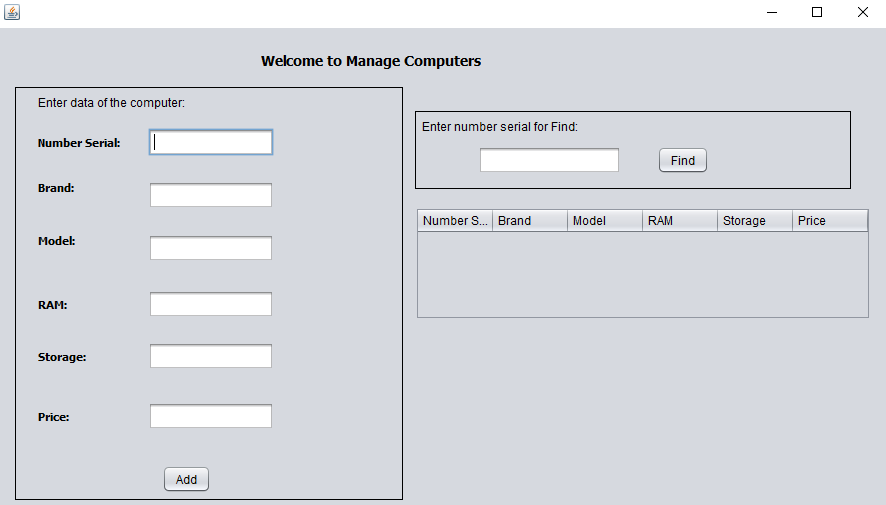 Welcome to Manage Computers
Enter data of the computer:
Number Serial:
Brand:
Model:
RAM:
Storage:
Price:
Add
Enter number serial for Find:
Find
Number S... Brand Model RAM Storage Price